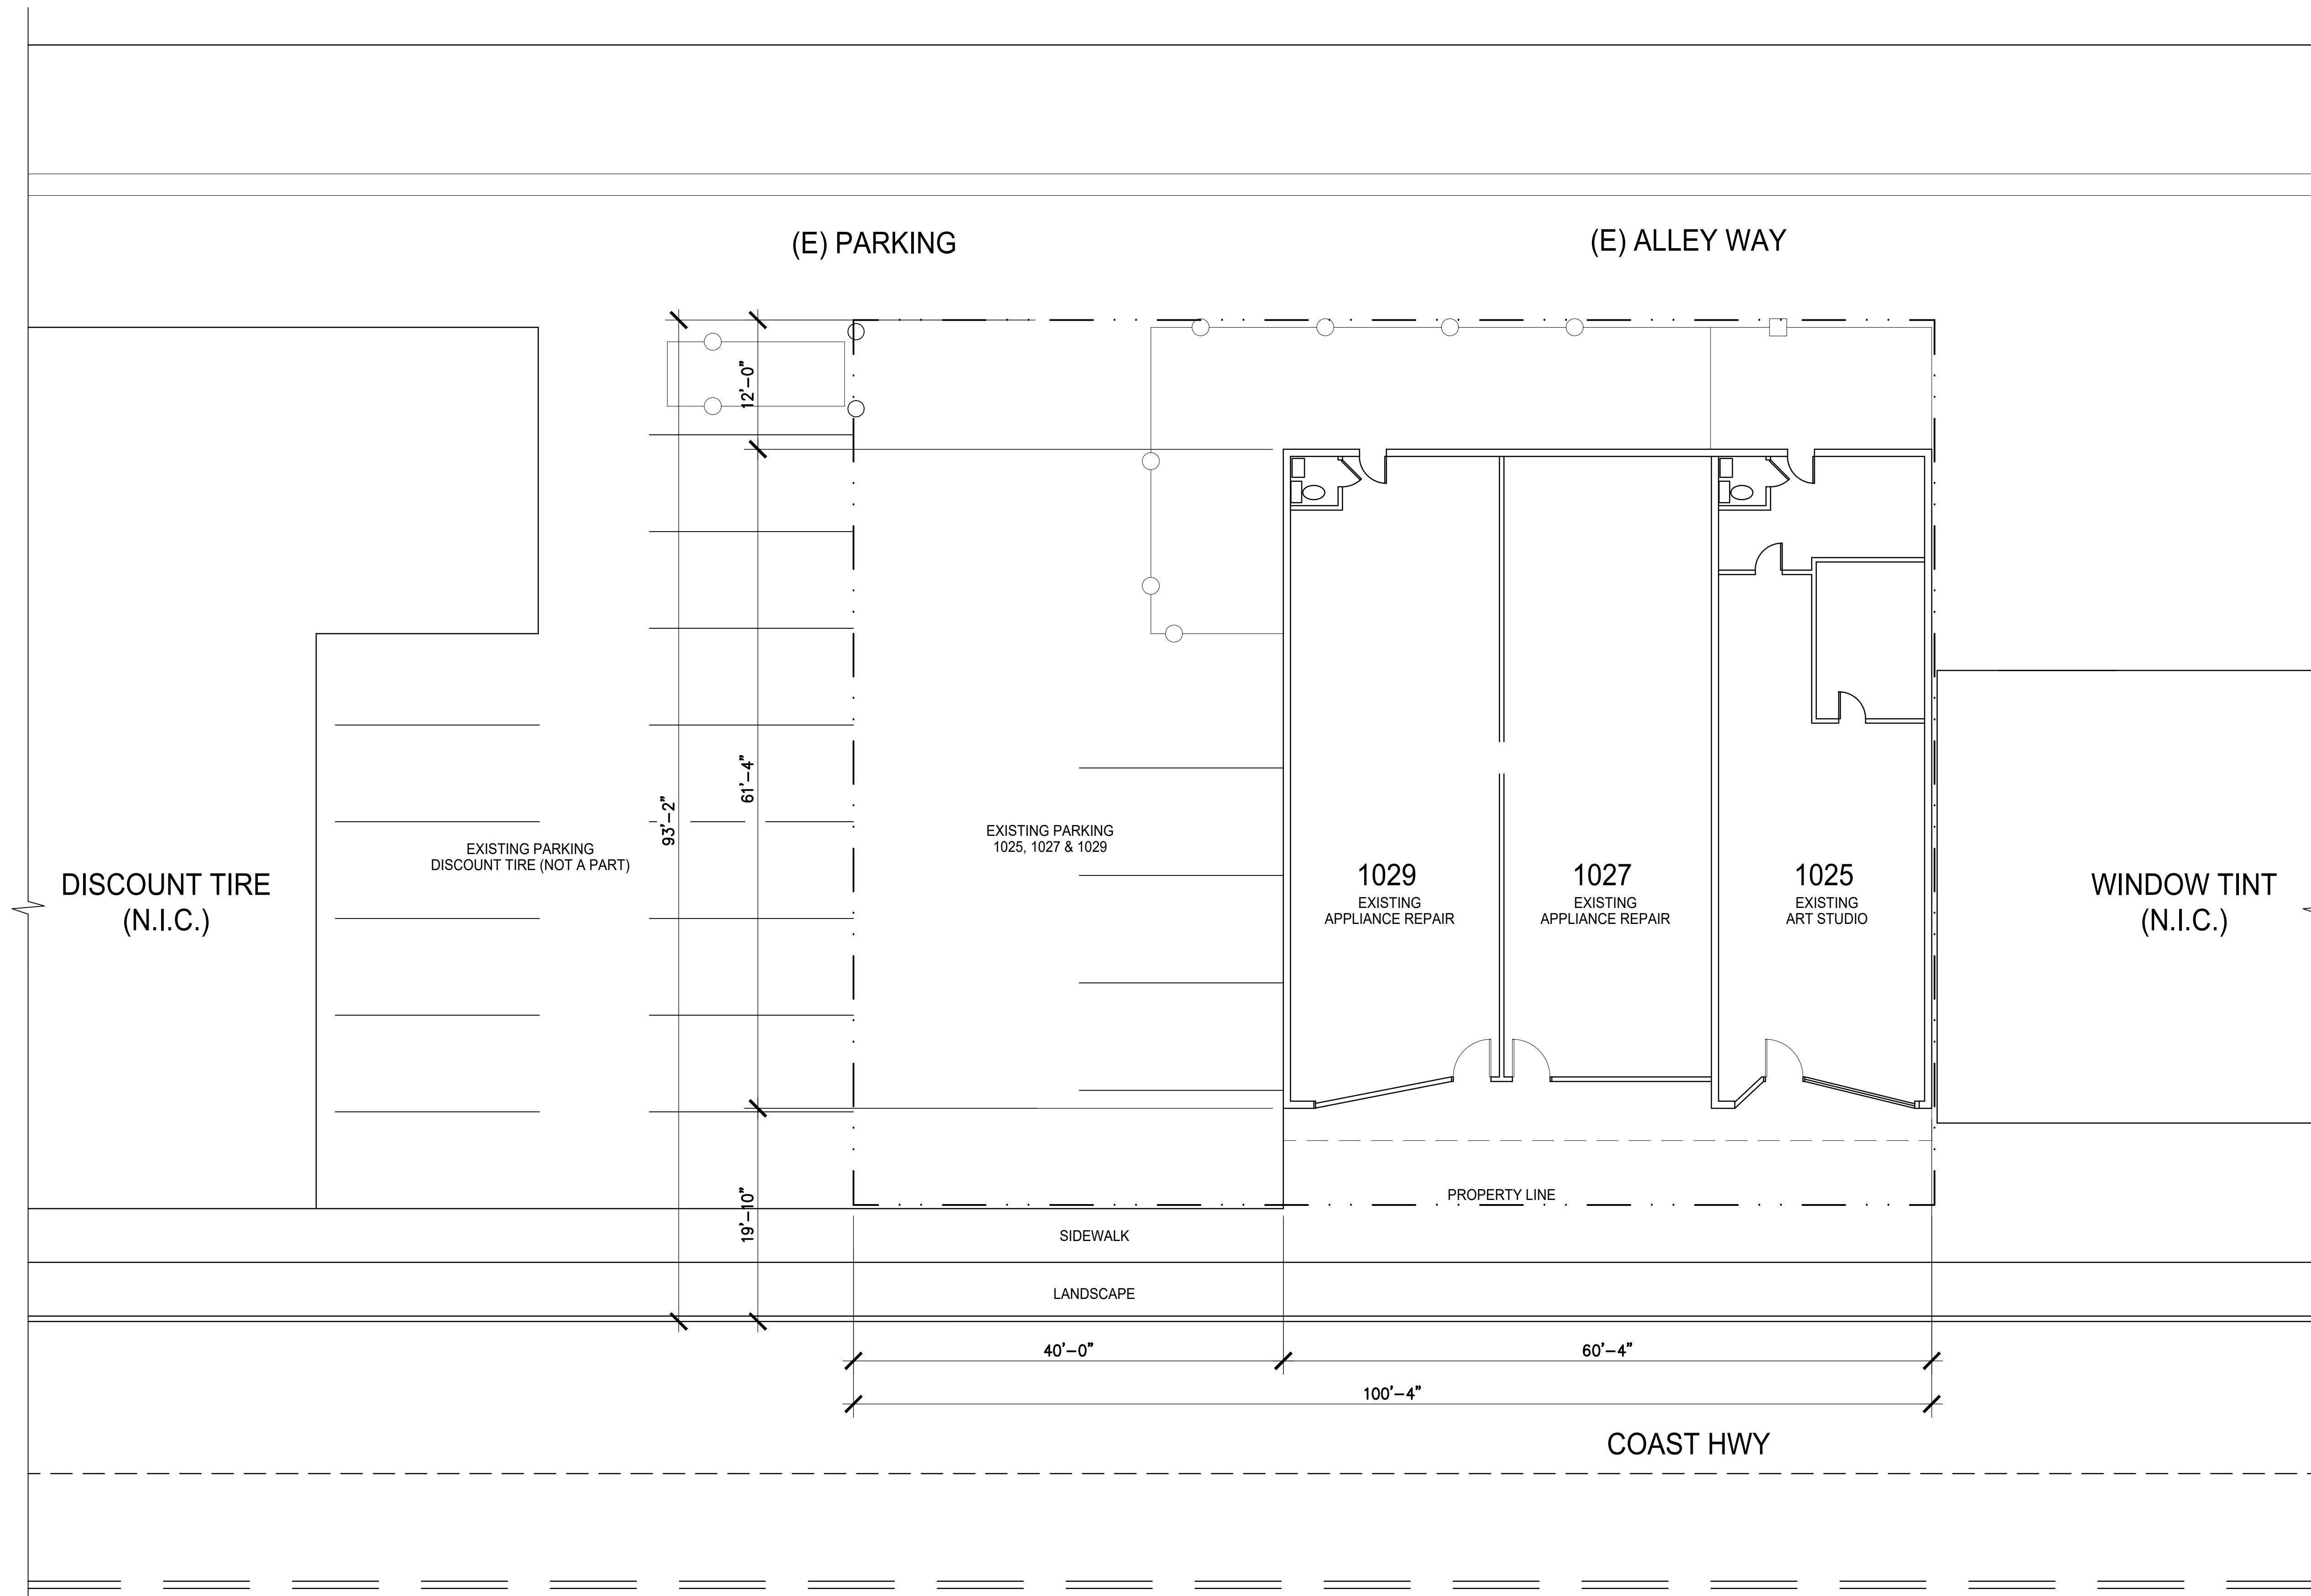 (E) PARKING
(E) ALLEY WAY
12'-0"
61'-4"
93'-2"
19'-10"
EXISTING PARKING
DISCOUNT TIRE (NOT A PART)
DISCOUNT TIRE
(N.I.C.)
EXISTING PARKING
1025, 1027 & 1029
1029
EXISTING
APPLIANCE REPAIR
1027
EXISTING
APPLIANCE REPAIR
1025
EXISTING
ART STUDIO
WINDOW TINT
(N.I.C.)
PROPERTY LINE
SIDEWALK
LANDSCAPE
40'-0"
60'-4"
100'-4"
COAST HWY